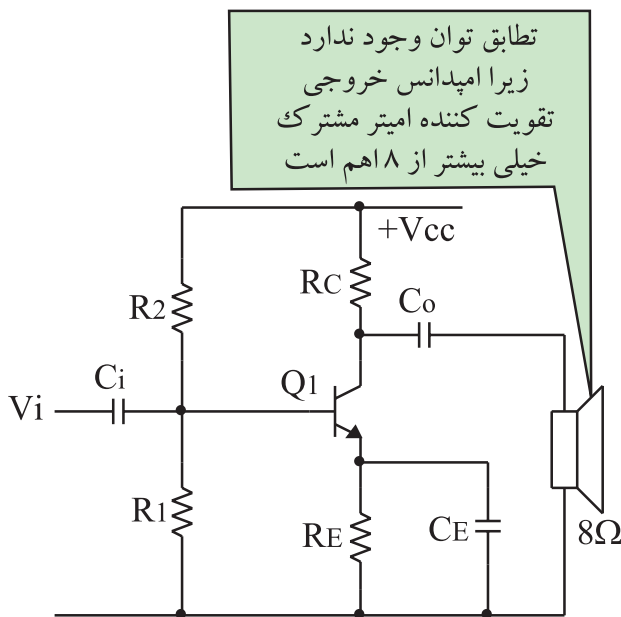 تطابق توان وجود ندارد
زیرا امپدانس خروجی
تقویت کننده امیتر مشترک
خیلی بیشتر از ۸ اهم است
+Vcc
RC
R2
Co
Ci
Q1
Vi
R1
RE
CE
8Ω